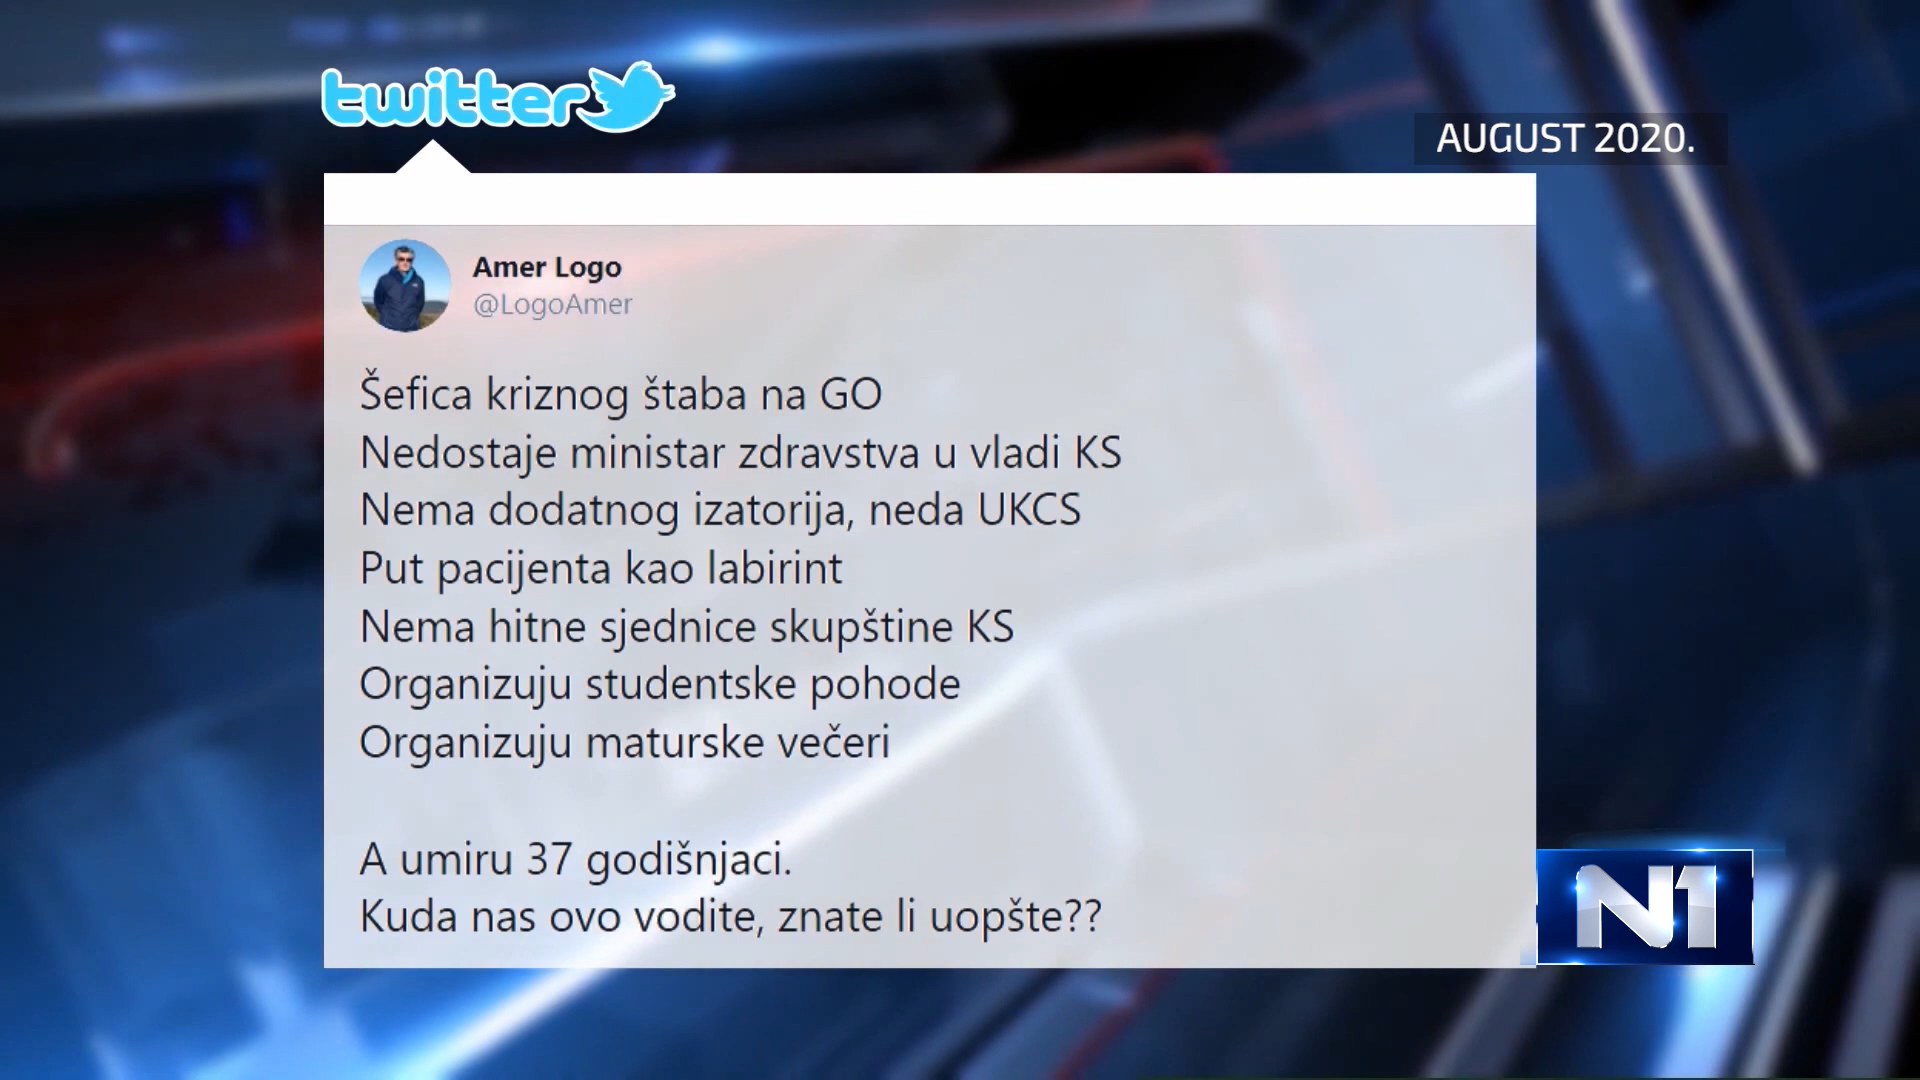 twitter
AUGUST 2020.
Amer Logo
@LogoAmer
Šefica kriznog štaba na GO
Nedostaje ministar zdravstva u vladi KS
Nema dodatnog izatorija, neda UKCS
Put pacijenta kao labirint
Nema hitne sjednice skupštine KS
Organizuju studentske pohode
Organizuju maturske večeri
A umiru 37 godišnjaci.
Kuda nas ovo vodite, znate li uopšte??
N1